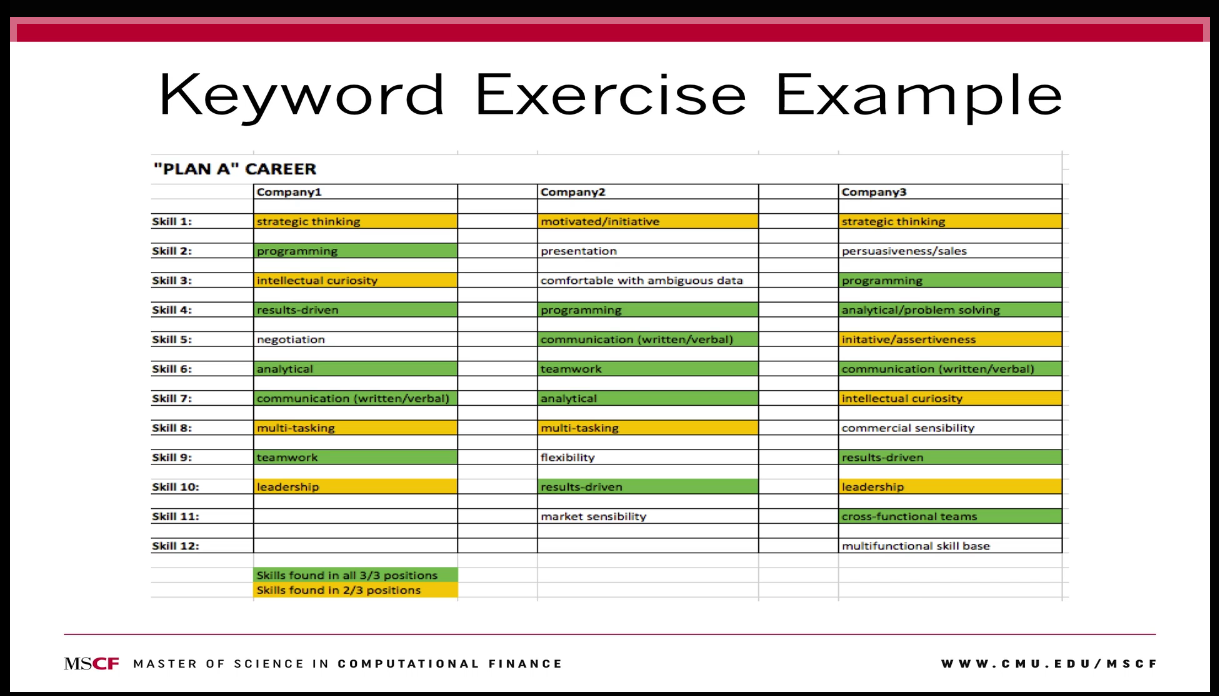 Keyword Exercise Example
"PLAN A" CAREER
Company1 Company2 Company3
Skill 1: strategic thinking motivated/initiative strategic thinking
Skill 2: programming presentation persuasiveness/sales
Skill 3: intellectual curiosity comfortable with ambiguous data programming
Skill 4: results-driven programming analytical/problem solving
Skill 5: negotiation communication (written/verbal) initative/assertiveness
Skill 6: analytical teamwork communication (written/verbal)
Skill 7: communication (written/verbal) analytical intellectual curiosity
Skill 8: multi-tasking multi-tasking commercial sensibility
Skill 9: teamwork flexibility results-driven
Skill 10: leadership results-driven leadership
Skill 11: market sensibility cross-functional teams
Skill 12: multifunctional skill base
Skills found in all 3/3 positions
Skills found in 2/3 positions
MSCF MASTER OF SCIENCE IN COMPUTATIONAL FINANCE WWW.CMU.EDU/MSCF